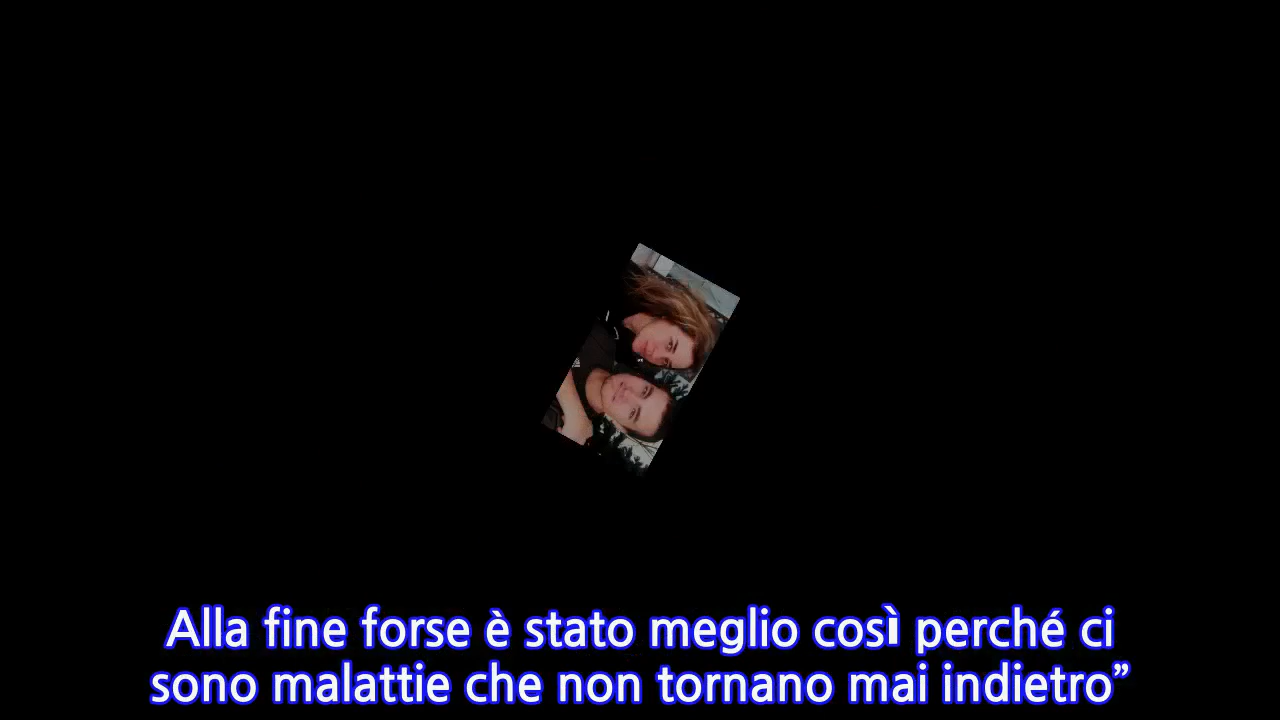 Alla fine forse è stato meglio così perché ci
sono malattie che non tornano mai indietro”